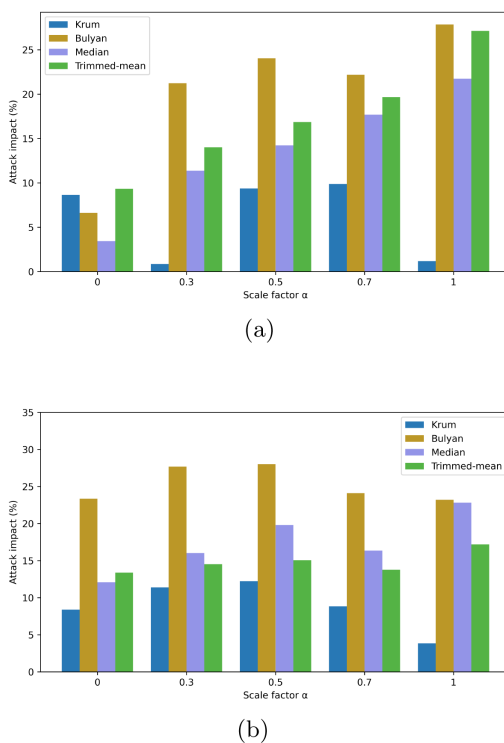 25
20
15
10
5
0
Attack impact (%)
Krum
Bulyan
Median
Trimmed-mean
0 0.3 0.5 0.7 1
Scale factor α
(a)
35
30
25
20
15
10
5
0
Attack impact (%)
Krum
Bulyan
Median
Trimmed-mean
0 0.3 0.5 0.7 1
Scale factor α
(b)